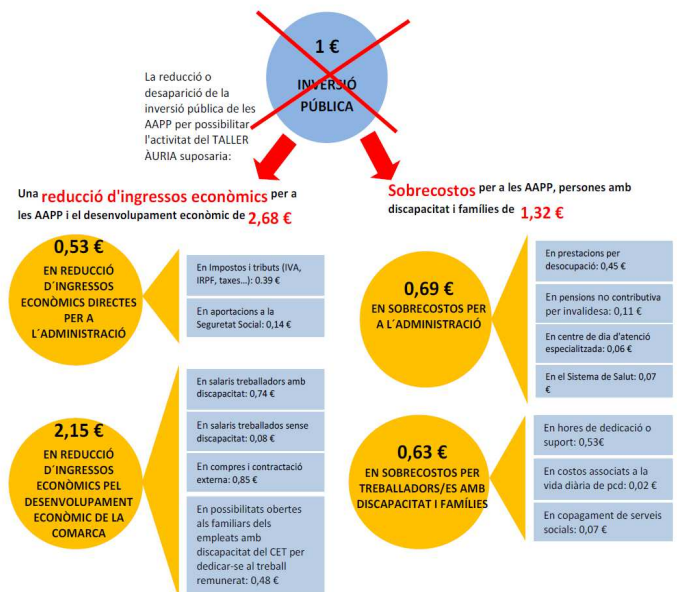 1 €
INVERSIÓ
PÚBLICA
La reducció o
desaparició de la
inversió pública de les
AAPP per possibilitar
l'activitat del TALLER
ÀURIA suposaria:
Una reducció d'ingressos econòmics per a
les AAPP i el desenvolupament econòmic de 2,68 €
0,53 €
EN REDUCCIÓ
D´INGRESSOS
ECONÒMICS DIRECTES
PER A
L´ADMINISTRACIÓ
En Impostos i tributs (IVA,
IRPF, taxes...): 0.39 €
En aportacions a la
Seguretat Social: 0,14 €
2,15 €
EN REDUCCIÓ
D´INGRESSOS
ECONÒMICS PEL
DESENVOLUPAMENT
ECONÒMIC DE LA
COMARCA
En salaris treballadors amb
discapacitat: 0,74 €
En salaris treballados sense
discapacitat: 0,08 €
En compres i contractació
externa: 0,85 €
En possibilitats obertes
als familiars dels
empleats amb
discapacitat del CET per
dedicar-se al treball
remunerat: 0,48 €
Sobrecostos per a les AAPP, persones amb
discapacitat i famílies de 1,32 €
0,69 €
EN SOBRECOSTOS PER
A L´ADMINISTRACIÓ
En prestacions per
desocupació: 0,45 €
En pensions no contributiva
per invalidesa: 0,11 €
En centre de dia d'atenció
especialitzada: 0,06 €
En el Sistema de Salut: 0,07
€
0,63 €
EN SOBRECOSTOS PER
TREBALLADORS/ES AMB
DISCAPACITAT I FAMÍLIES
En hores de dedicació o
suport: 0,53€
En costos associats a la
vida diària de pcd: 0,02 €
En copagament de serveis
socials: 0,07 €